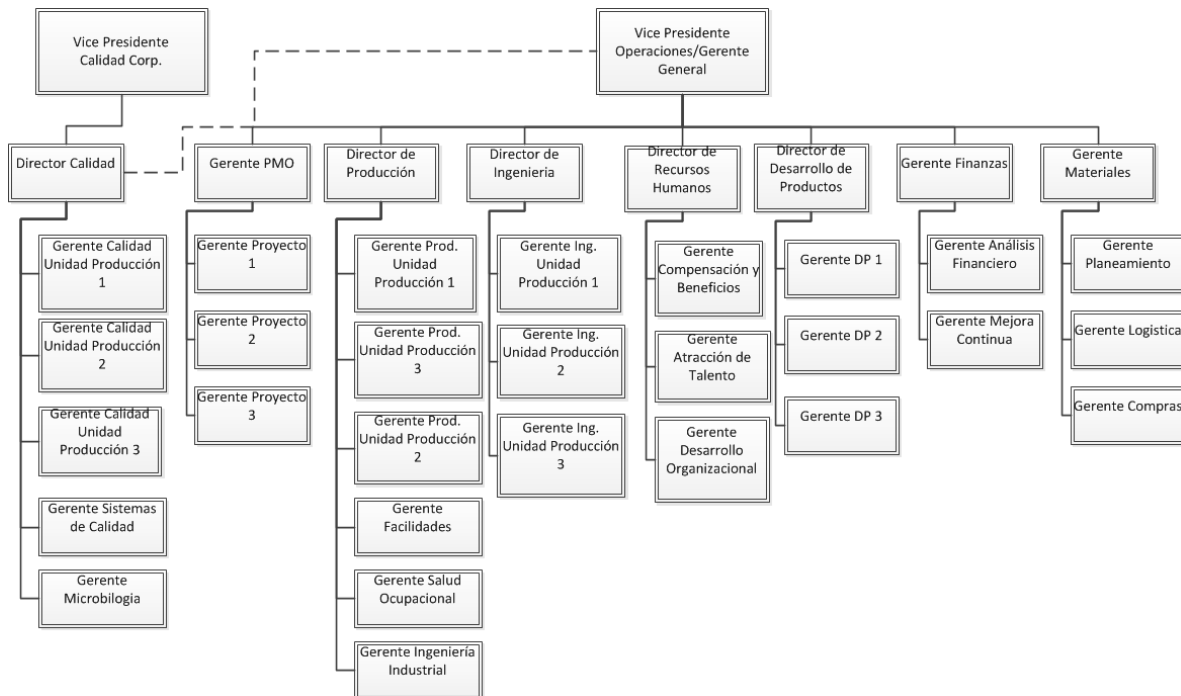 Vice Presidente
Calidad Corp.
Vice Presidente
Operaciones/Gerente
General
Director Calidad
Gerente PMO
Director de
Producción
Director de
Ingenieria
Director de
Recursos
Humanos
Director de
Desarrollo de
Productos
Gerente Finanzas
Gerente
Materiales
Gerente Calidad
Unidad Producción
1
Gerente Calidad
Unidad Producción
2
Gerente Calidad
Unidad
Producción 3
Gerente Sistemas
de Calidad
Gerente
Microbilogia
Gerente Proyecto
1
Gerente Proyecto
2
Gerente Proyecto
3
Gerente Prod.
Unidad
Producción 1
Gerente Prod.
Unidad Producción
3
Gerente Prod.
Unidad Producción
2
Gerente
Facilidades
Gerente Salud
Ocupacional
Gerente Ingeniería
Industrial
Gerente Ing.
Unidad
Producción 1
Gerente Ing.
Unidad Producción
2
Gerente Ing.
Unidad Producción
3
Gerente
Compensación y
Beneficios
Gerente
Atracción de
Talento
Gerente
Desarrollo
Organizacional
Gerente DP 1
Gerente DP 2
Gerente DP 3
Gerente Análisis
Financiero
Gerente Mejora
Continua
Gerente
Planeamiento
Gerente Logistica
Gerente Compras